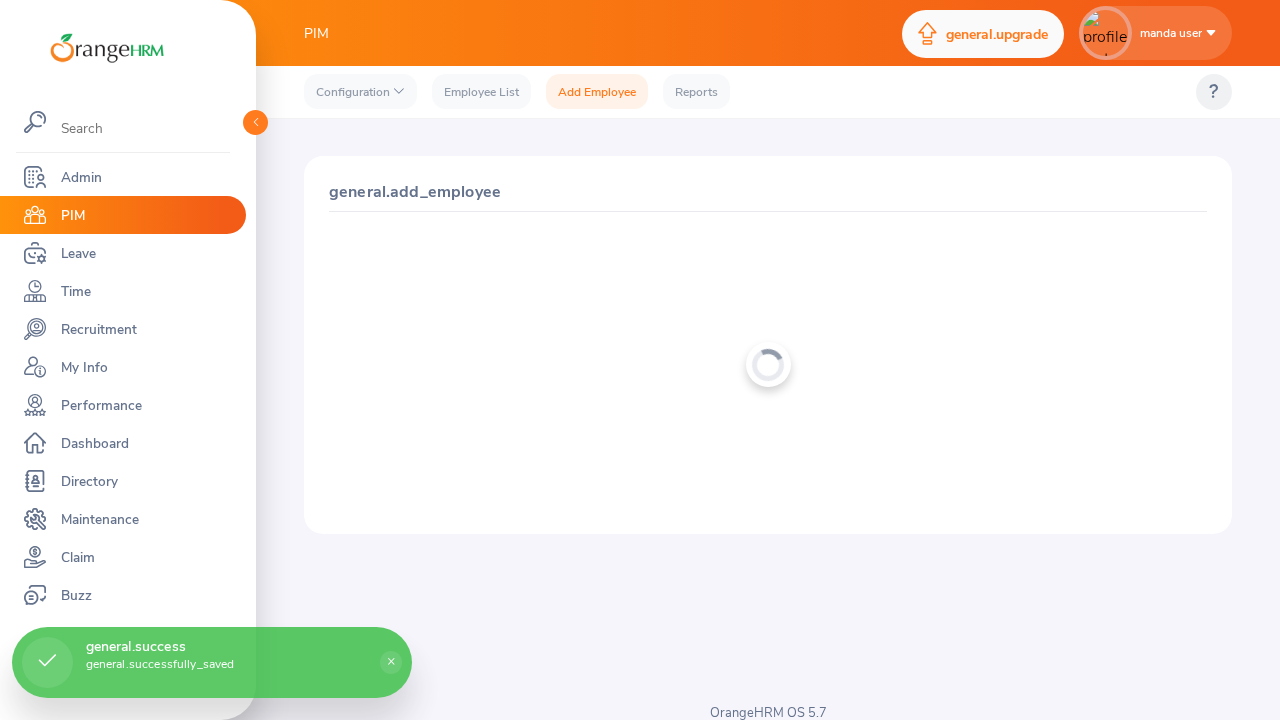 OrangeHRM
PIM
general.upgrade
profile
manda user
Configuration
Employee List
Add Employee
Reports
?
Search
Admin
PIM
Leave
Time
Recruitment
My Info
Performance
Dashboard
Directory
Maintenance
Claim
Buzz
general.add_employee
general.success
general.successfully_saved
×
OrangeHRM OS 5.7